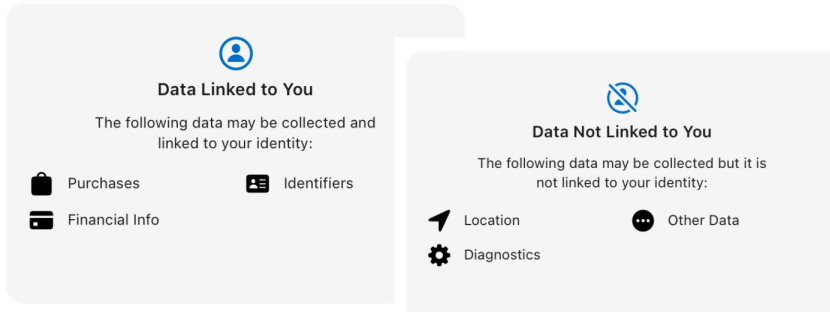 Data Linked to You
The following data may be collected and
linked to your identity:
Purchases
Identifiers
Financial Info
Data Not Linked to You
The following data may be collected but it is
not linked to your identity:
Location
Other Data
Diagnostics